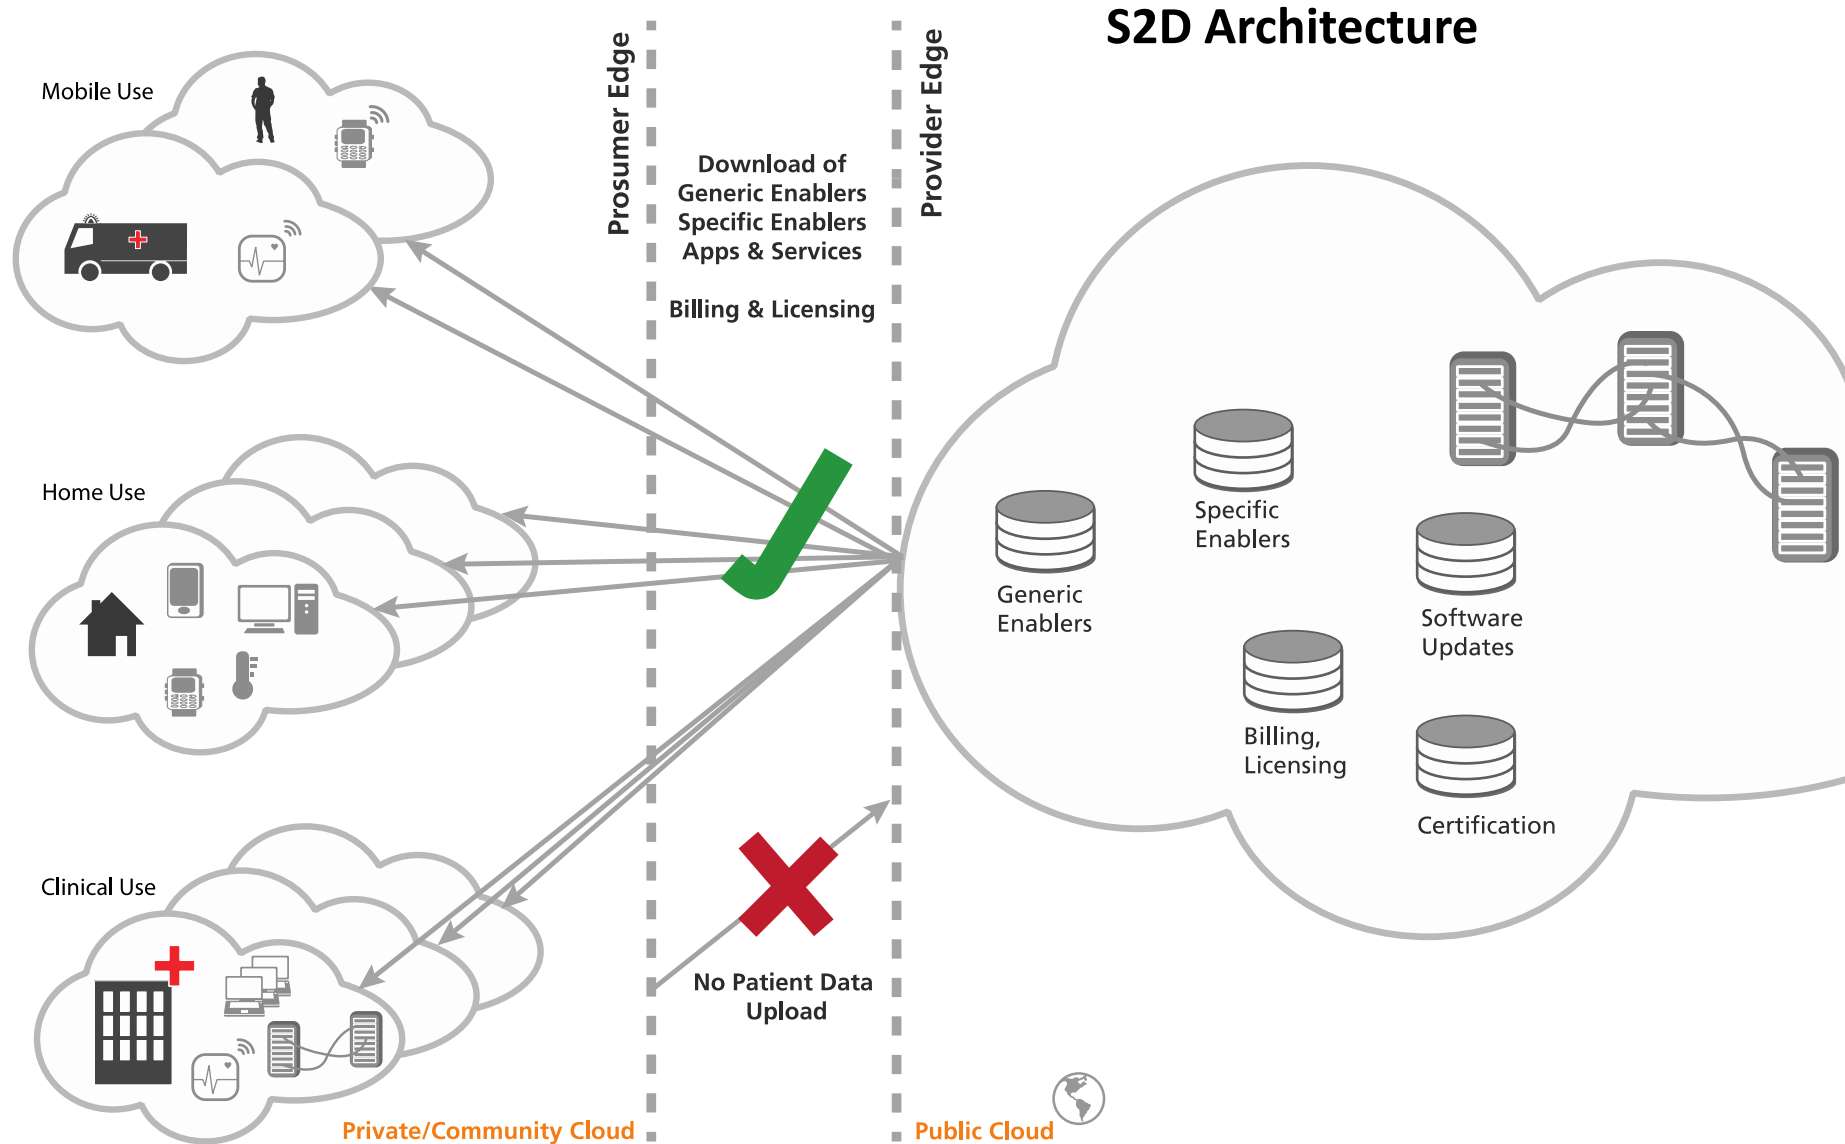 S2D Architecture
Mobile Use
Prosumer Edge
Provider Edge
Download of
Generic Enablers
Specific Enablers
Apps & Services
Billing & Licensing
Home Use
Specific
Enablers
Generic
Enablers
Software
Updates
Billing,
Licensing
Certification
Clinical Use
No Patient Data
Upload
Private/Community Cloud
Public Cloud